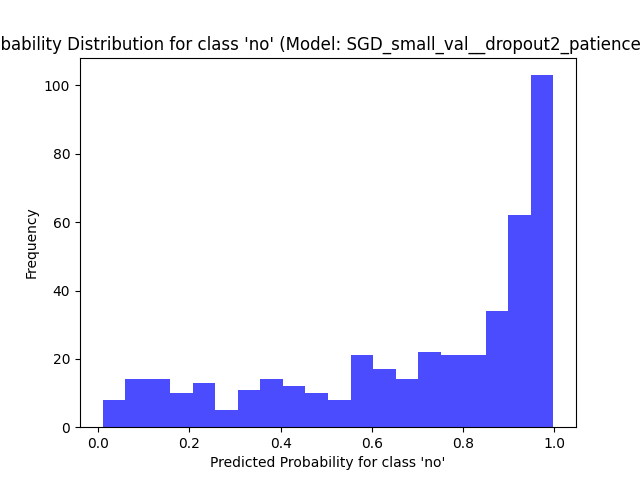 bability Distribution for class 'no' (Model: SGD_small_val__dropout2_patience
100
80
60
40
20
0
Frequency
0.0 0.2 0.4 0.6 0.8 1.0
Predicted Probability for class 'no'